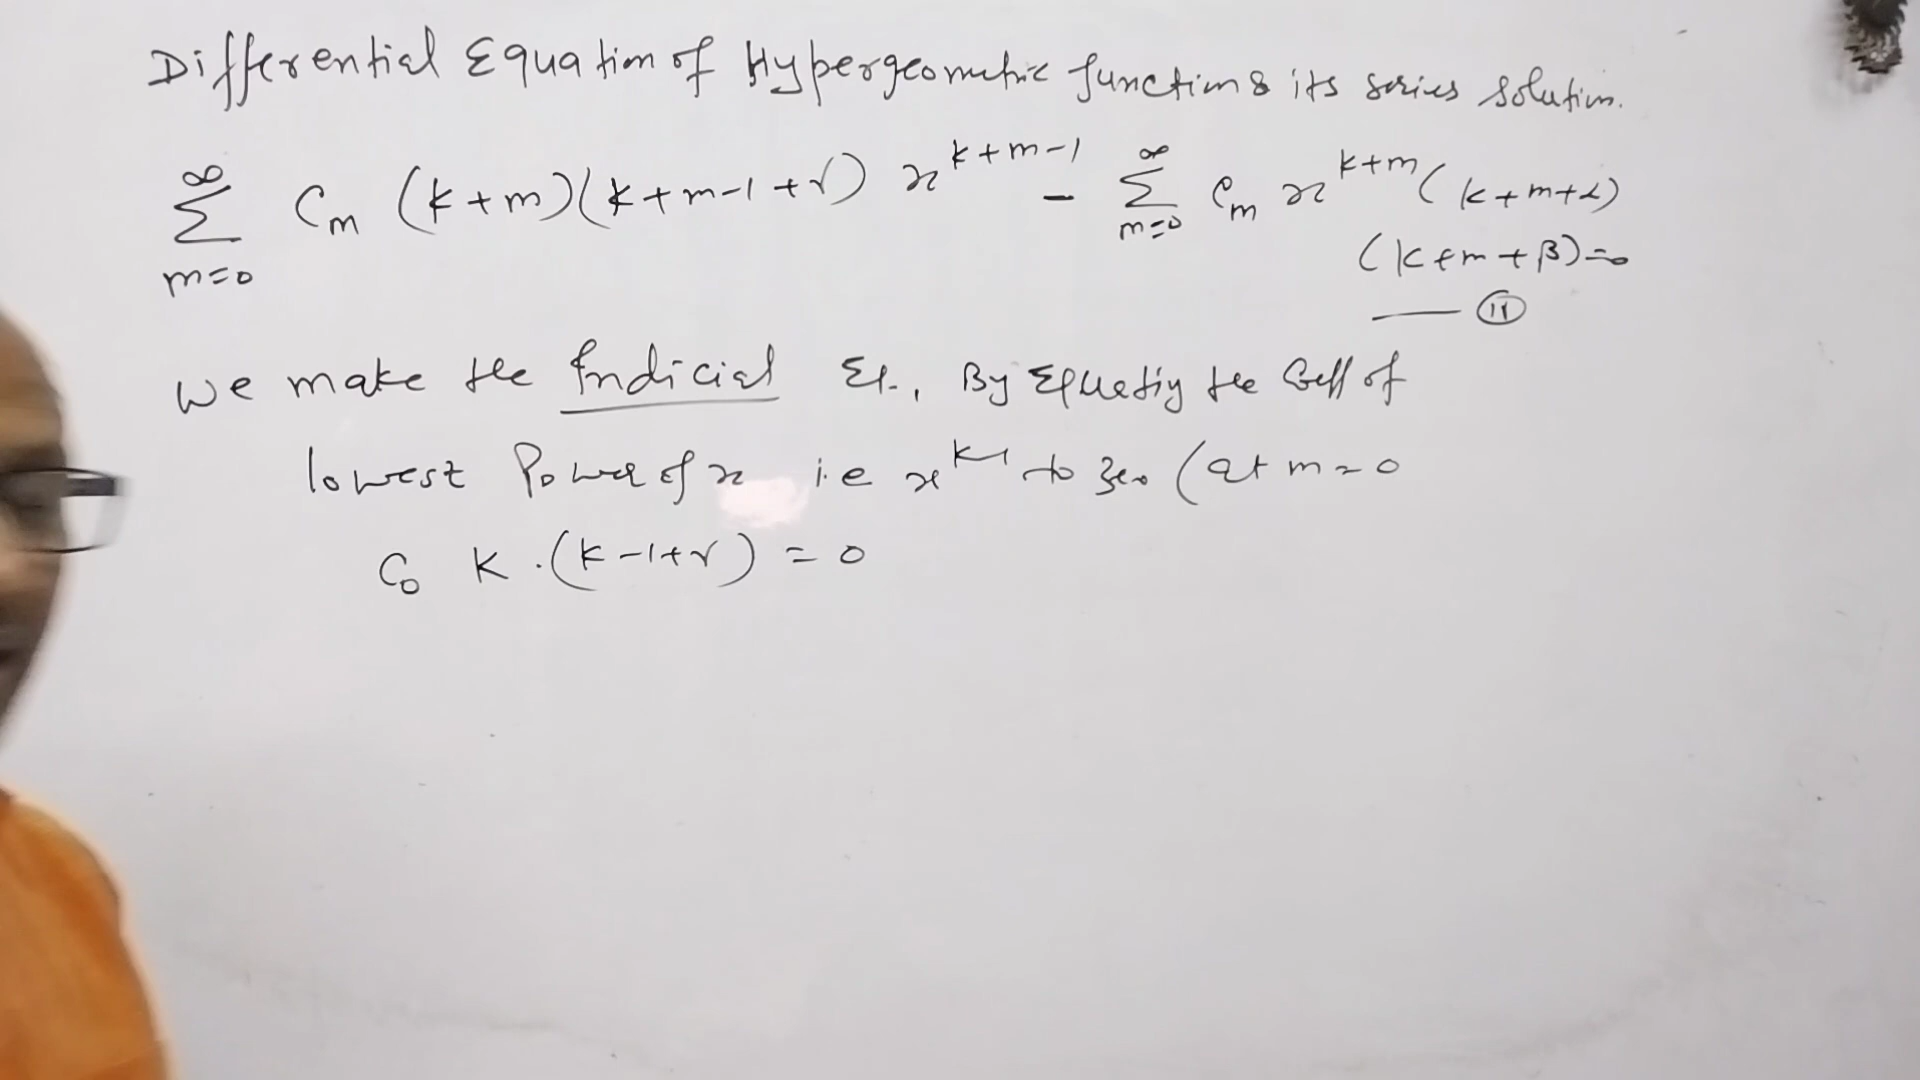 Differential Equation of Hypergeometric function & its series solution.
∑_{m=0}^{∞} C_m (k+m)(k+m-1+γ) x^{k+m-1} - ∑_{m=0}^{∞} C_m x^{k+m} (k+m+α)
(k+m+β)=0
— (II)
We make the Indicial Eq., By Equating the Coeff of
lowest Power of x i.e x^{k-1} to zero (at m=0
C_0 K.(k-1+γ) = 0